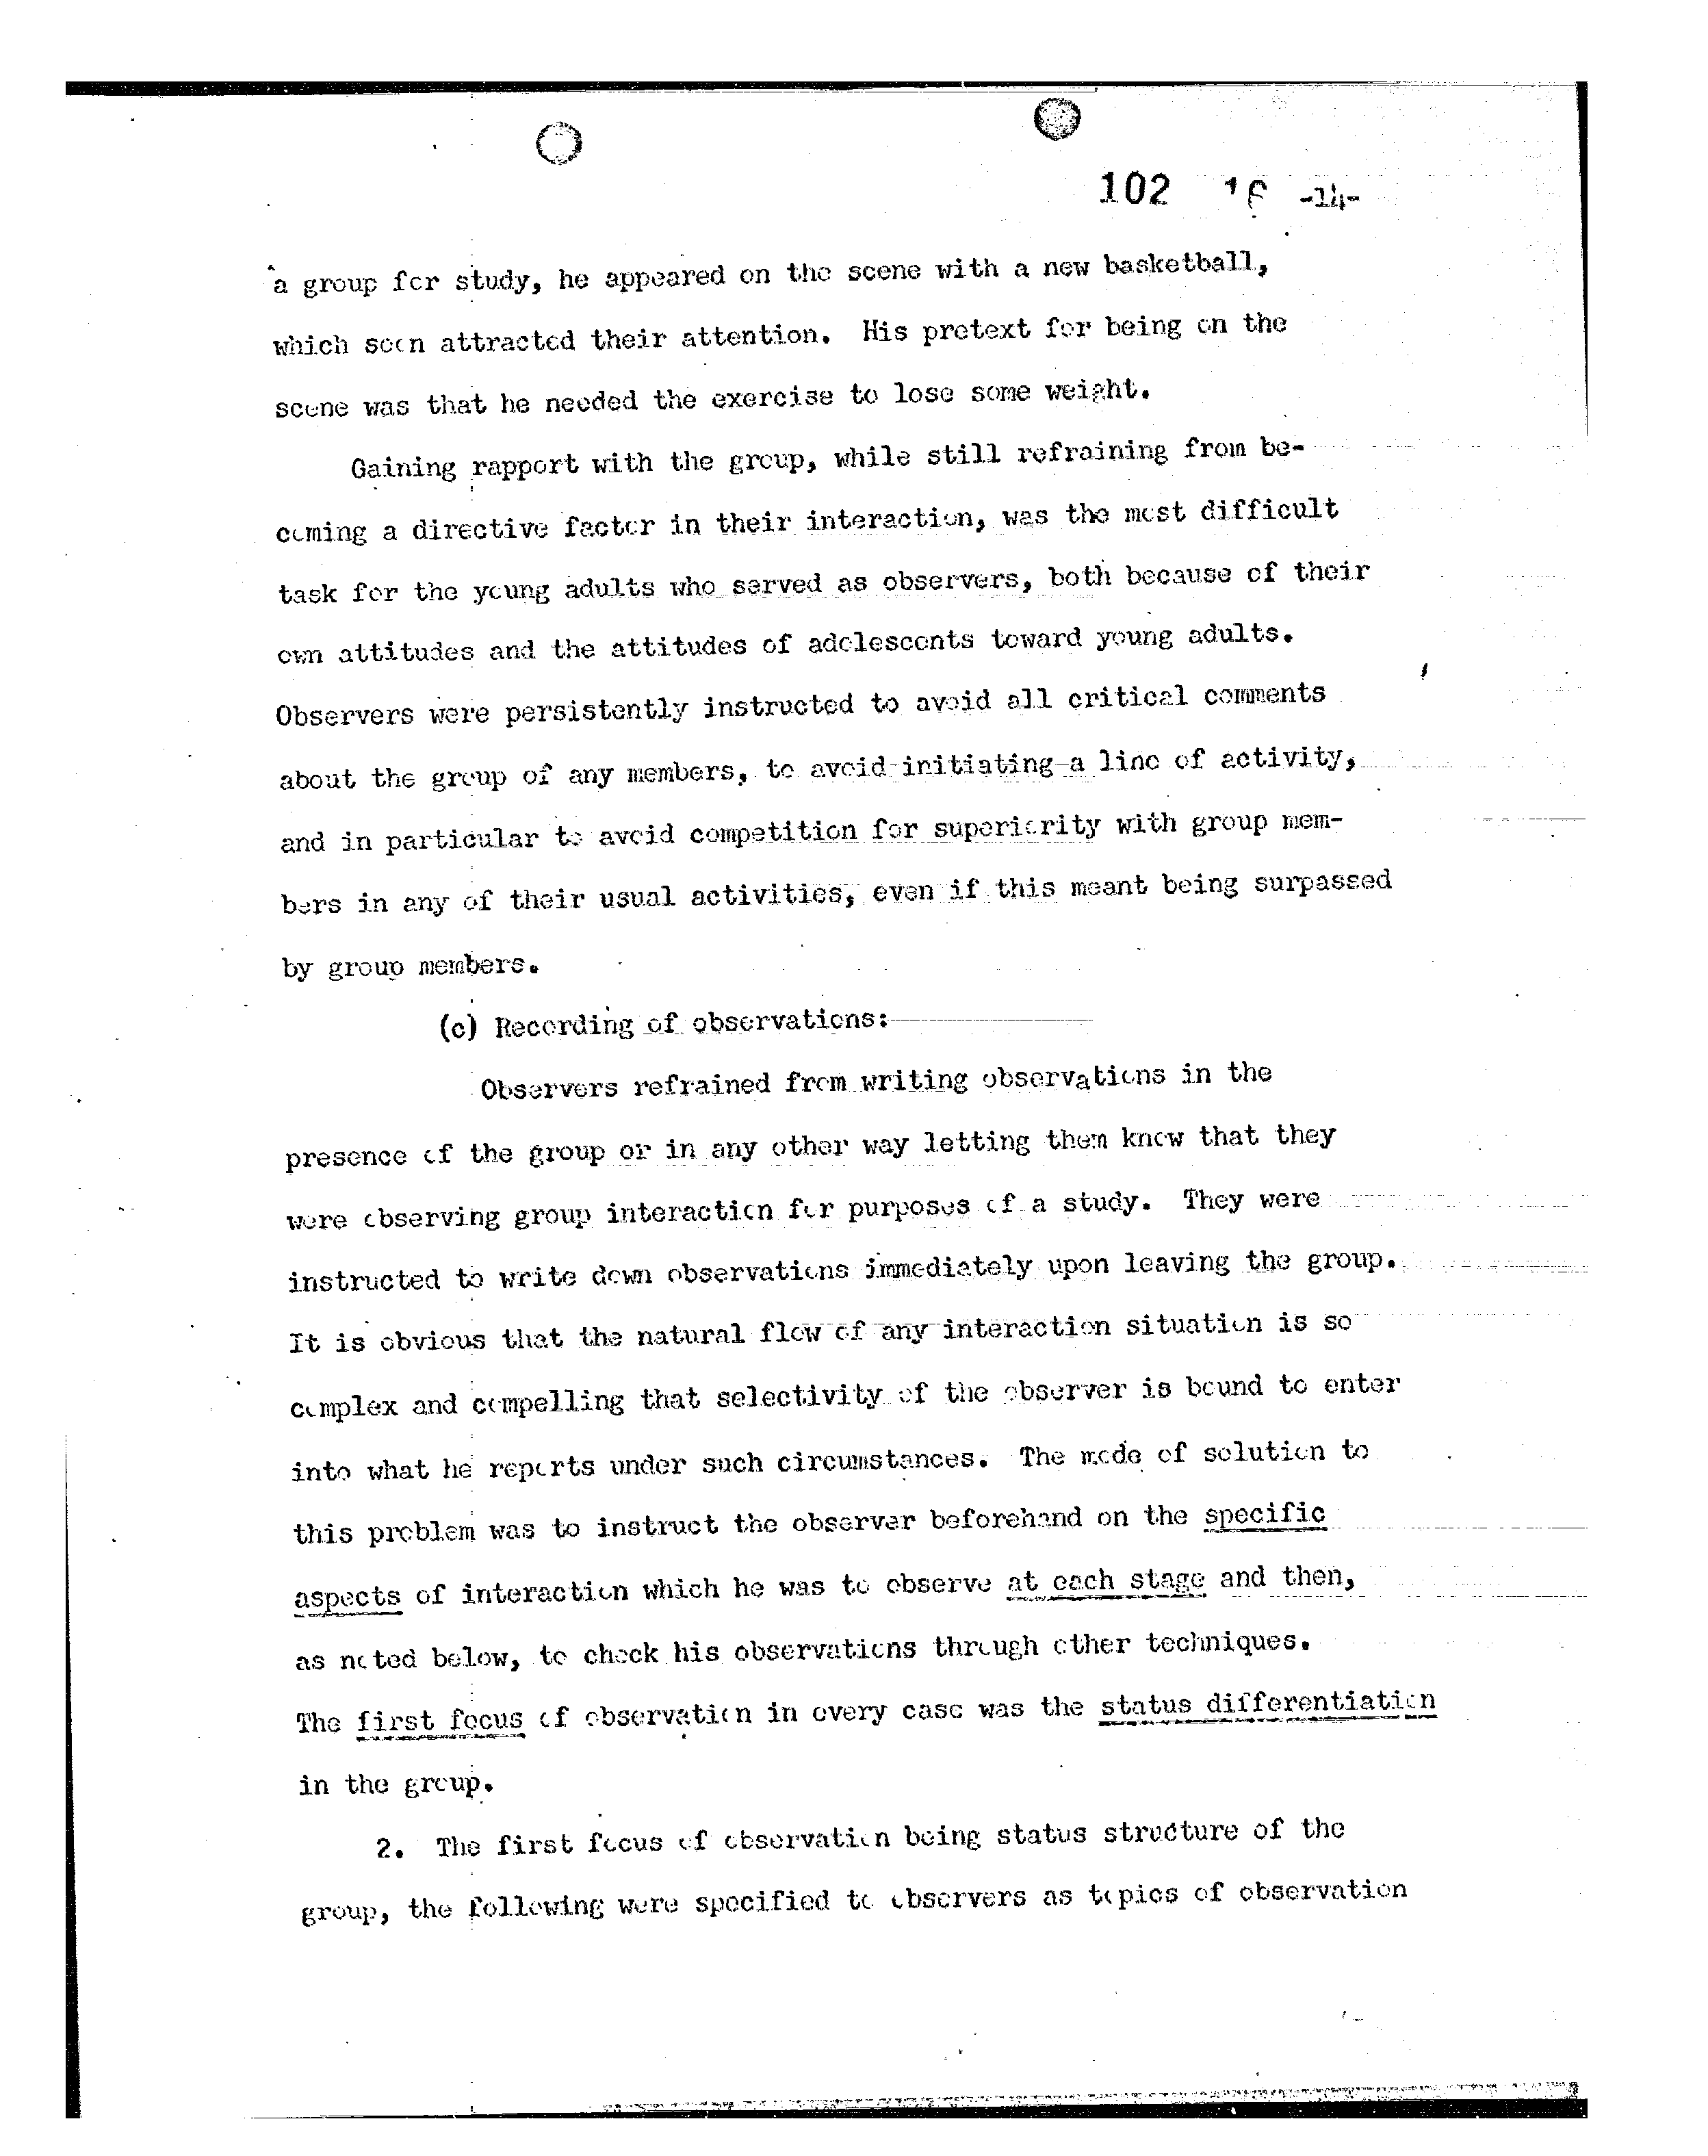 102 16 -14-
a group for study, he appeared on the scene with a new basketball,
which soon attracted their attention. His pretext for being on the
scene was that he needed the exercise to lose some weight.
Gaining rapport with the group, while still refraining from be-
coming a directive factor in their interaction, was the most difficult
task for the young adults who served as observers, both because of their
own attitudes and the attitudes of adolescents toward young adults.
Observers were persistently instructed to avoid all critical comments
about the group of any members, to avoid initiating a line of activity,
and in particular to avoid competition for superiority with group mem-
bers in any of their usual activities, even if this meant being surpassed
by group members.
(c) Recording of observations:
Observers refrained from writing observations in the
presence of the group or in any other way letting them know that they
were observing group interaction for purposes of a study. They were
instructed to write down observations immediately upon leaving the group.
It is obvious that the natural flow of any interaction situation is so
complex and compelling that selectivity of the observer is bound to enter
into what he reports under such circumstances. The mode of solution to
this problem was to instruct the observer beforehand on the specific
aspects of interaction which he was to observe at each stage and then,
as noted below, to check his observations through other techniques.
The first focus of observation in every case was the status differentiation
in the group.
2. The first focus of observation being status structure of the
group, the following were specified to observers as topics of observation